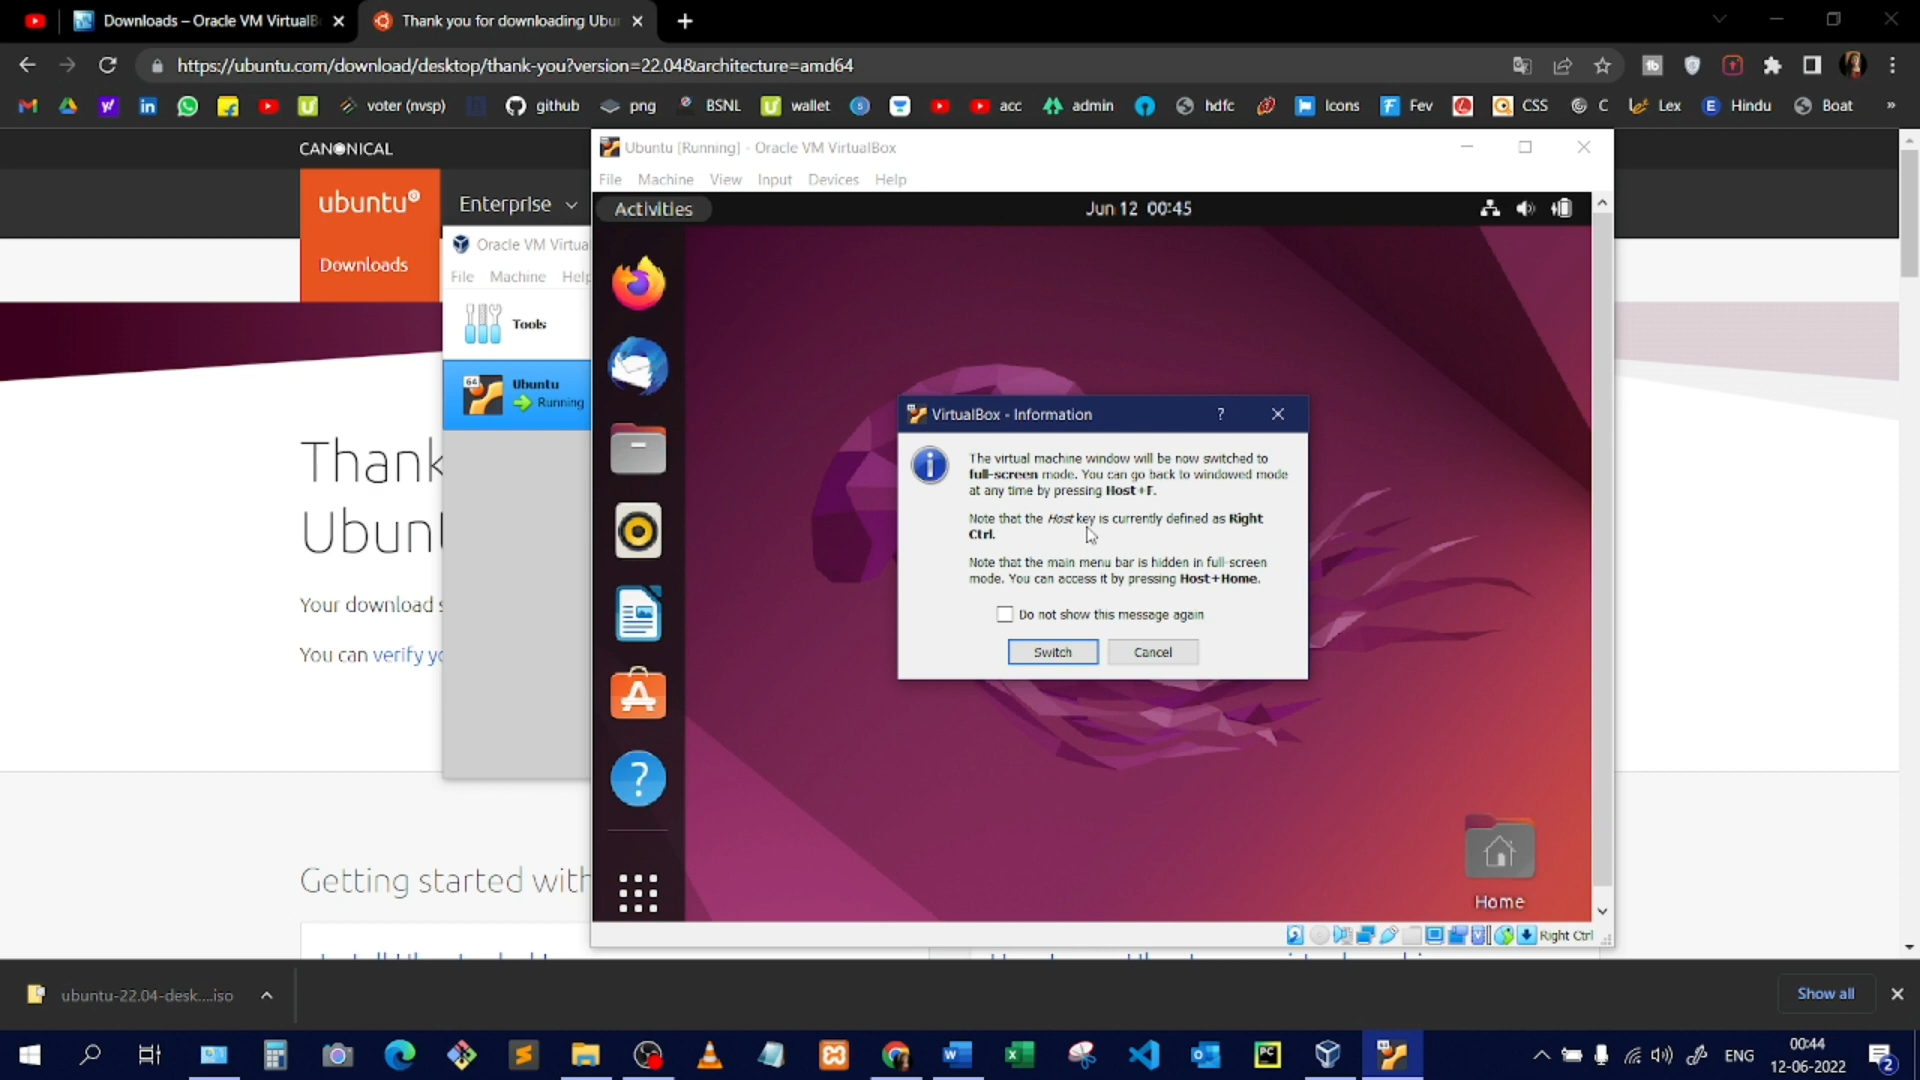 Downloads – Oracle VM VirtualB
Thank you for downloading Ubu
https://ubuntu.com/download/desktop/thank-you?version=22.04&architecture=amd64
voter (nvsp)
github
png
BSNL
wallet
acc
admin
hdfc
Icons
Fev
CSS
C
Lex
Hindu
Boat
»
CANONICAL
ubuntu
Enterprise
Downloads
Oracle VM Virtua
File Machine Help
Tools
64
Ubuntu
Running
Thank
Ubun
Your download s
You can verify yo
Getting started with
Ubuntu [Running] - Oracle VM VirtualBox
File Machine View Input Devices Help
Activities
Jun 12 00:45
VirtualBox - Information
?
The virtual machine window will be now switched to
full-screen mode. You can go back to windowed mode
at any time by pressing Host+F.
Note that the Host key is currently defined as Right
Ctrl.
Note that the main menu bar is hidden in full-screen
mode. You can access it by pressing Host+Home.
Do not show this message again
Switch
Cancel
Home
Right Ctrl
ubuntu-22.04-desk....iso
Show all
ENG
00:44
12-06-2022
2